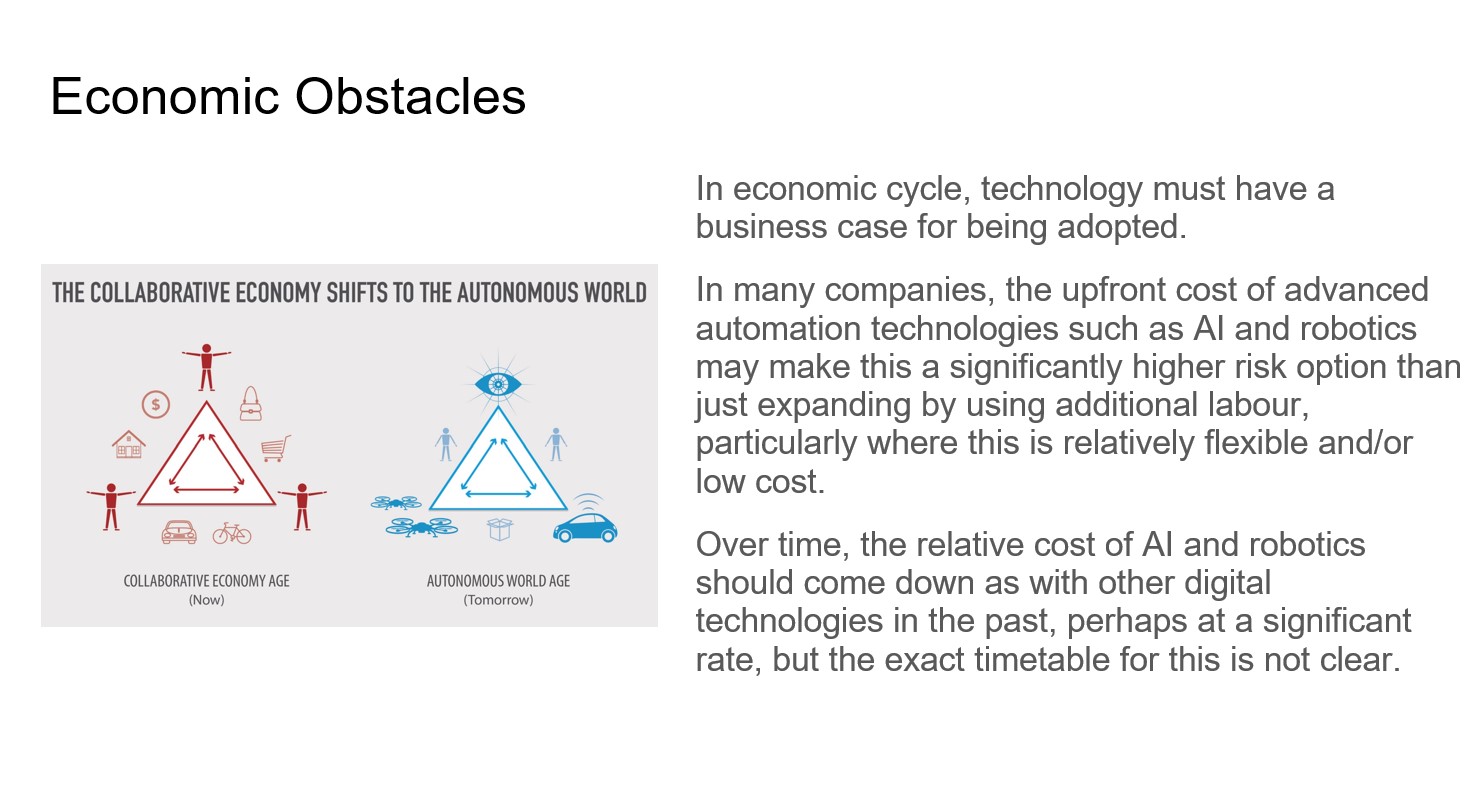 Economic Obstacles
THE COLLABORATIVE ECONOMY SHIFTS TO THE AUTONOMOUS WORLD
$
COLLABORATIVE ECONOMY AGE
(Now)
AUTONOMOUS WORLD AGE
(Tomorrow)
In economic cycle, technology must have a
business case for being adopted.
In many companies, the upfront cost of advanced
automation technologies such as AI and robotics
may make this a significantly higher risk option than
just expanding by using additional labour,
particularly where this is relatively flexible and/or
low cost.
Over time, the relative cost of AI and robotics
should come down as with other digital
technologies in the past, perhaps at a significant
rate, but the exact timetable for this is not clear.